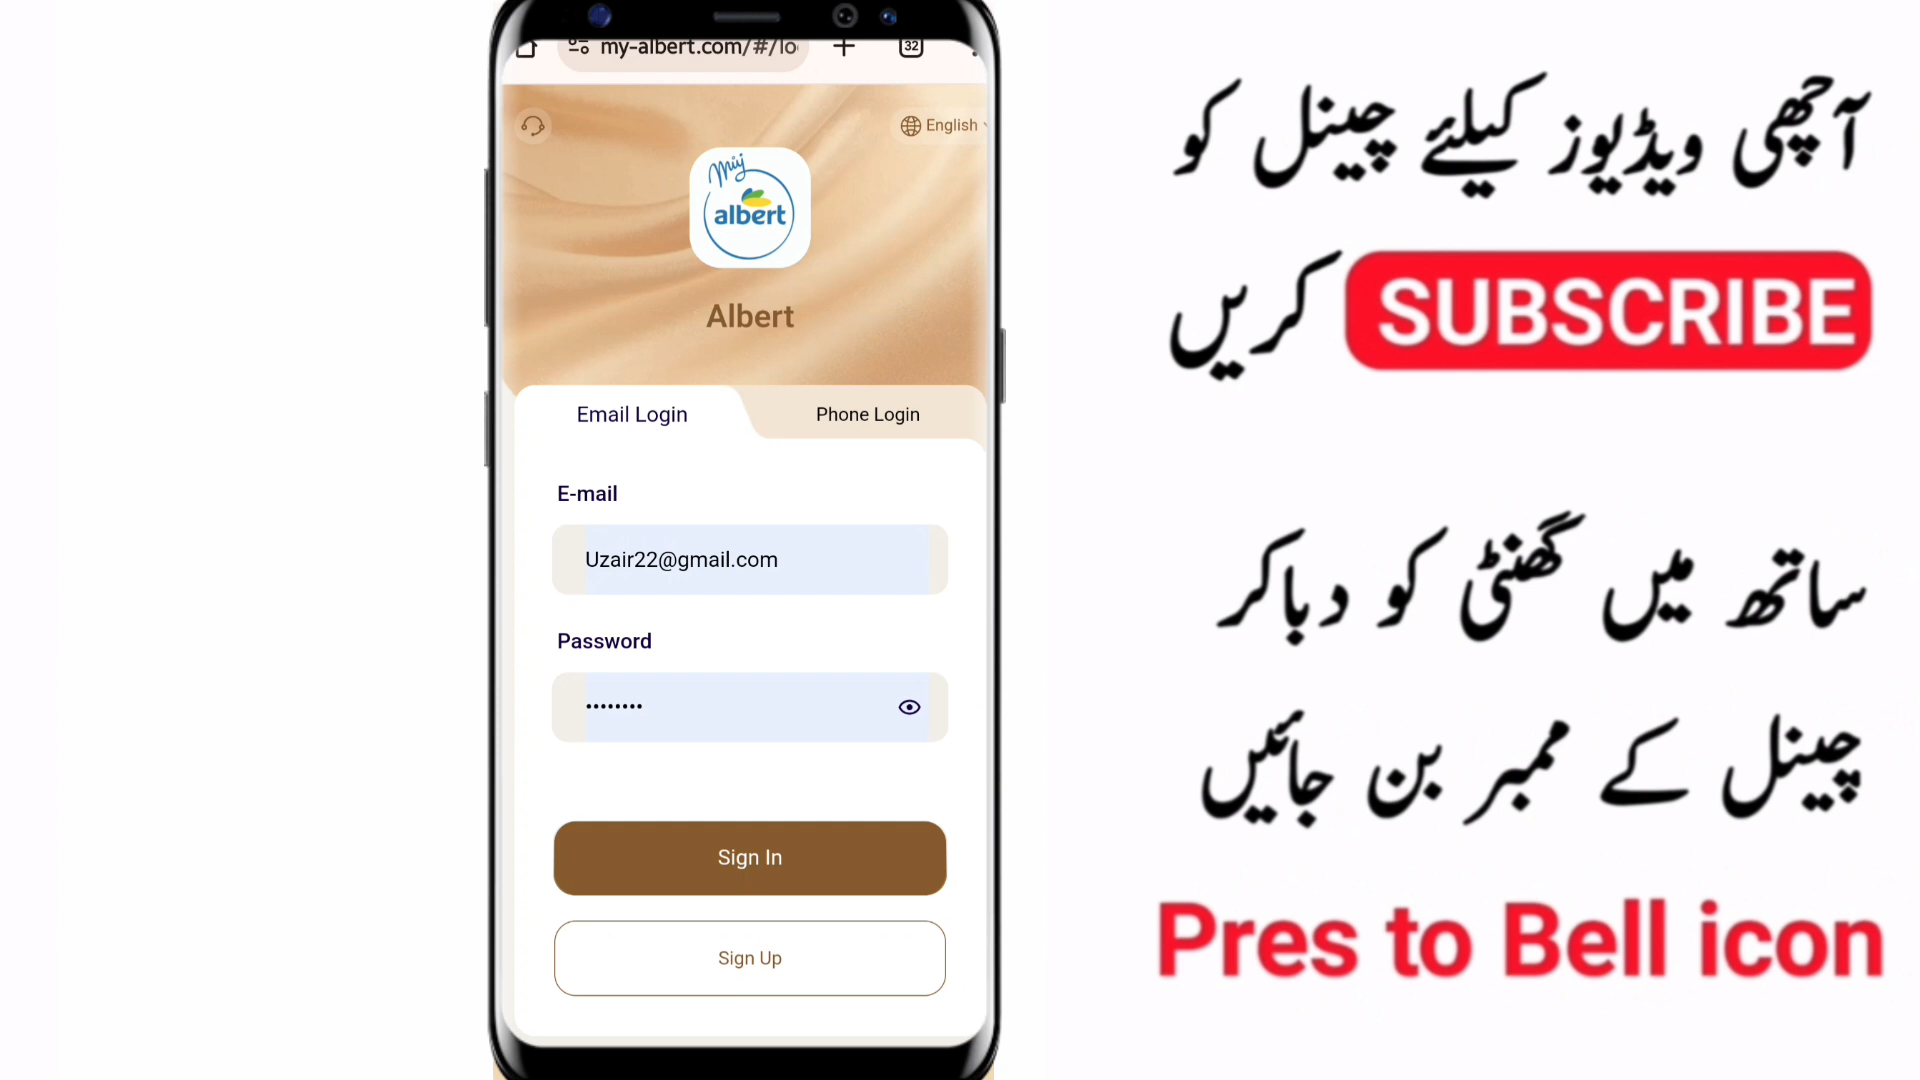 my-albert.com/#/lo
32
English
Můj
albert
Albert
Email Login
Phone Login
E-mail
Uzair22@gmail.com
Password
••••••••
Sign In
Sign Up
آچھی ویڈیوز کیلئے چینل کو
SUBSCRIBE کریں
ساتھ میں گھنٹی کو دباکر
چینل کے ممبر بن جائیں
Pres to Bell icon